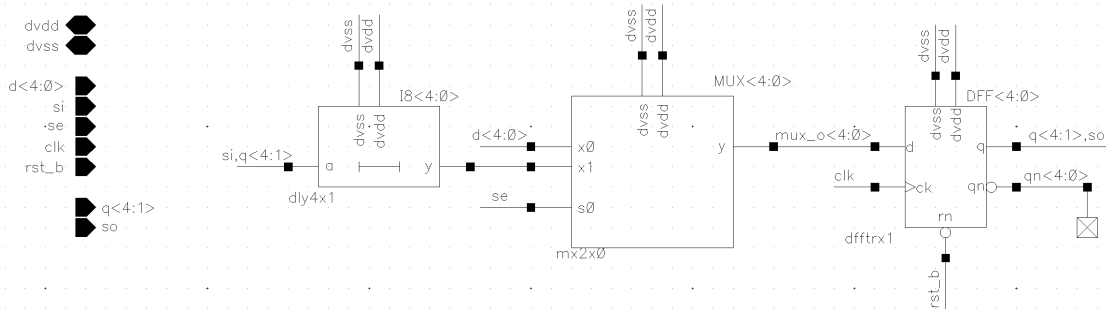 dvdd
dvss
d<4:0>
si
se
clk
rst_b
q<4:1>
so
dvss
dvdd
I8<4:0>
dvss
dvdd
si,q<4:1>
a
y
dly4x1
dvss
dvdd
MUX<4:0>
dvss
dvdd
d<4:0>
x0
x1
se
s0
y
mx2x0
mux_o<4:0>
dvss
dvdd
DFF<4:0>
dvss
dvdd
d
q
q<4:1>,so
clk
ck
qn
qn<4:0>
rn
dfftrx1
rst_b